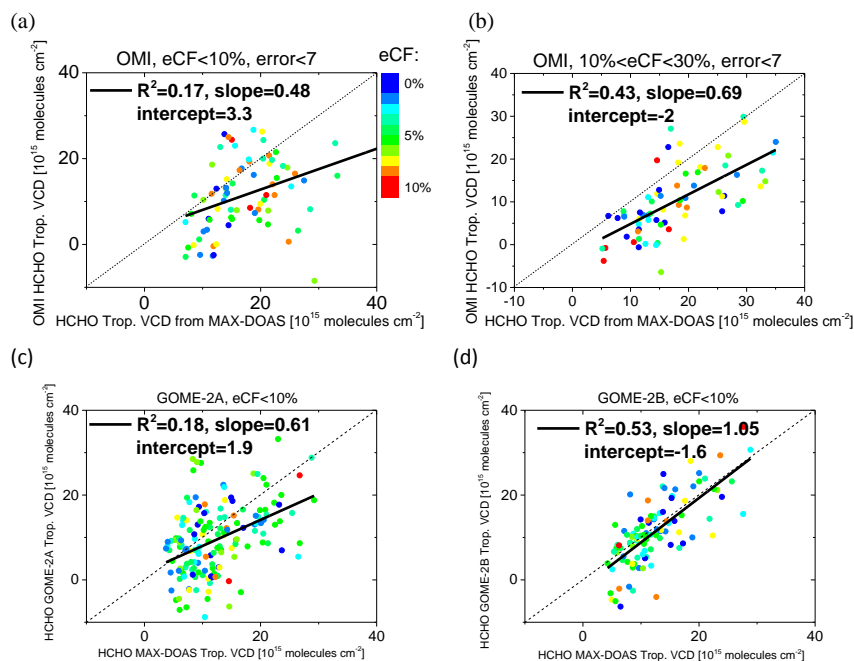 (a)
OMI, eCF<10%, error<7
eCF:
R²=0.17, slope=0.48
intercept=3.3
0%
5%
10%
40
30
20
10
0
OMI HCHO Trop. VCD [10¹⁵ molecules cm⁻²]
0 20 40
HCHO Trop. VCD from MAX-DOAS [10¹⁵ molecules cm⁻²]
(b)
OMI, 10%<eCF<30%, error<7
R²=0.43, slope=0.69
intercept=-2
40
30
20
10
0
-10
OMI HCHO Trop. VCD [10¹⁵ molecules cm⁻²]
-10 0 10 20 30 40
HCHO Trop. VCD from MAX-DOAS [10¹⁵ molecules cm⁻²]
(c)
GOME-2A, eCF<10%
R²=0.18, slope=0.61
intercept=1.9
40
30
20
10
0
HCHO GOME-2A Trop. VCD [10¹⁵ molecules cm⁻²]
0 20 40
HCHO MAX-DOAS Trop. VCD [10¹⁵ molecules cm⁻²]
(d)
GOME-2B, eCF<10%
R²=0.53, slope=1.05
intercept=-1.6
40
30
20
10
0
HCHO GOME-2B Trop. VCD [10¹⁵ molecules cm⁻²]
0 20 40
HCHO MAX-DOAS Trop. VCD [10¹⁵ molecules cm⁻²]